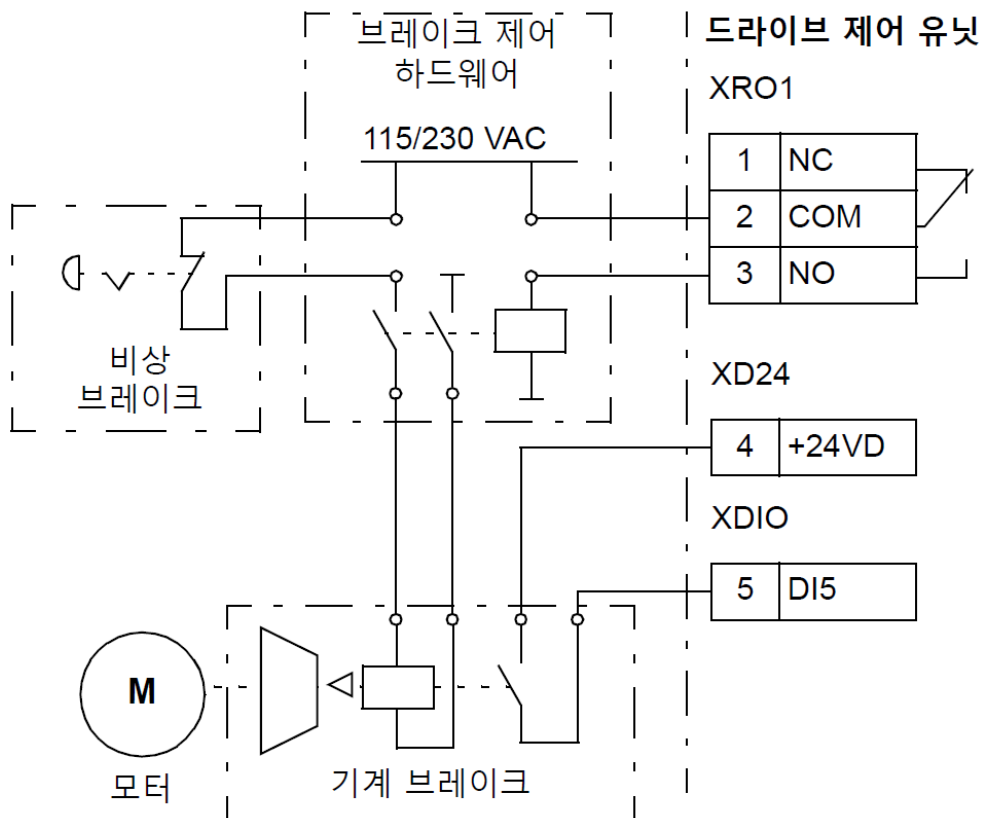 브레이크 제어
하드웨어
드라이브 제어 유닛
XRO1
115/230 VAC
1 NC
2 COM
3 NO
비상
브레이크
XD24
4 +24VD
XDIO
5 DI5
M
모터
기계 브레이크